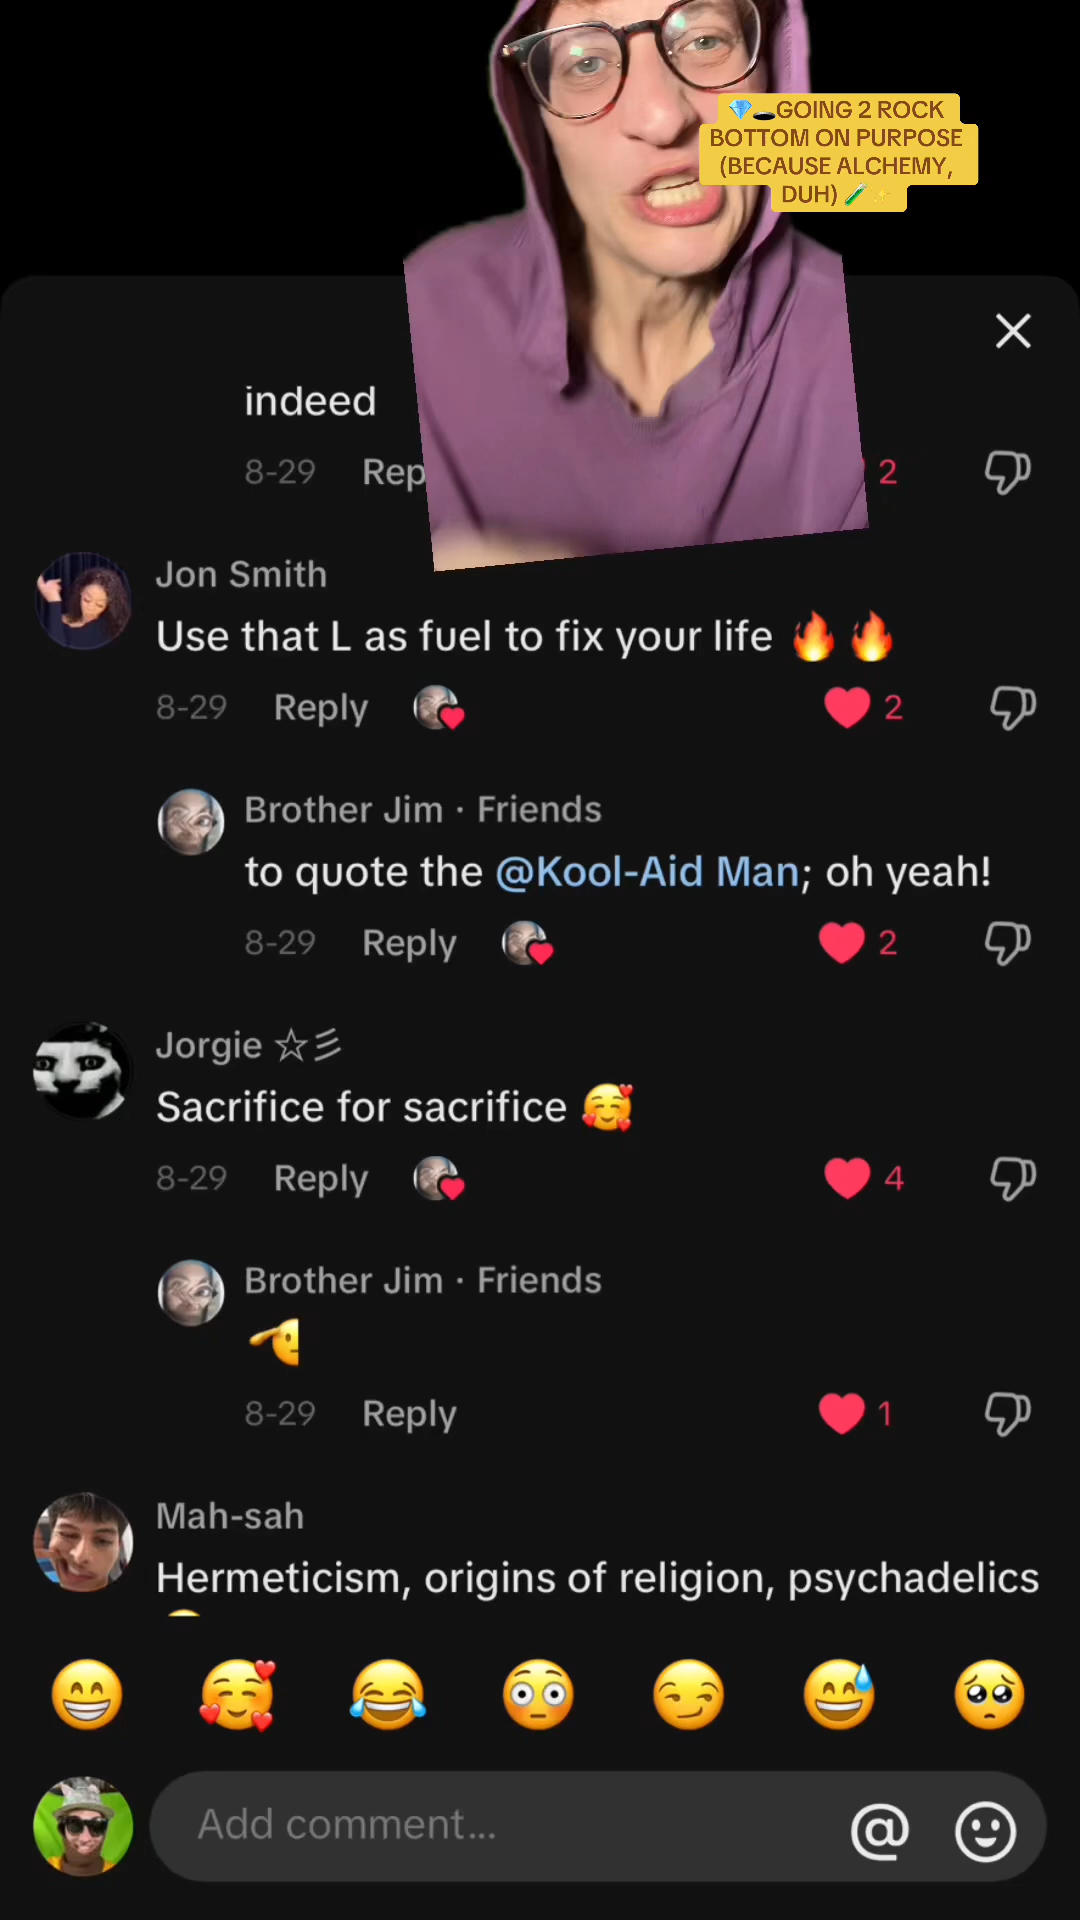 💎🕳️GOING 2 ROCK
BOTTOM ON PURPOSE
(BECAUSE ALCHEMY,
DUH) 🧪✨
indeed
8-29 Rep 2
Jon Smith
Use that L as fuel to fix your life 🔥🔥
8-29 Reply 2
Brother Jim · Friends
to quote the @Kool-Aid Man; oh yeah!
8-29 Reply 2
Jorgie ☆彡
Sacrifice for sacrifice 🥰
8-29 Reply 4
Brother Jim · Friends
8-29 Reply 1
Mah-sah
Hermeticism, origins of religion, psychadelics
Add comment...